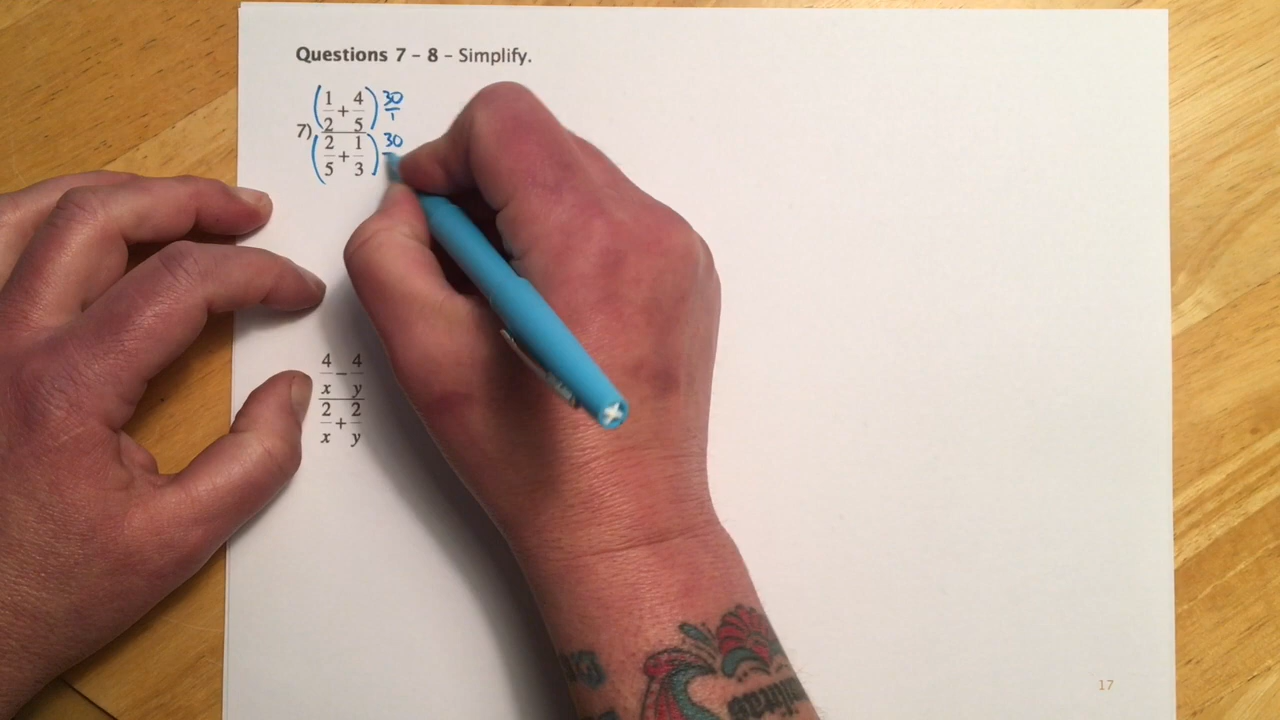 Questions 7 – 8 – Simplify.
1 4 30
( — + — ) —
2 5 1
7)
2 1 30
( — + — )
5 3
4 4
— − —
x y
2 2
— + —
x y
17